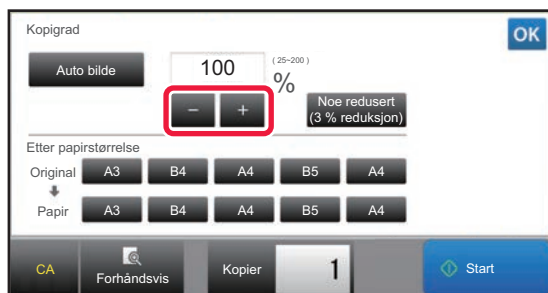 Kopigrad
OK
Auto bilde
100
(25~200)
%
- +
Noe redusert
(3 % reduksjon)
Etter papirstørrelse
Original A3 B4 A4 B5 A4
Papir A3 B4 A4 B5 A4
CA
Forhåndsvis
Kopier
1
Start